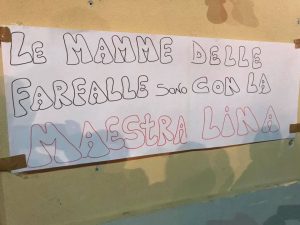 LE MAMME DELLE
FARFALLE SONO CON LA
MAESTRA LINA